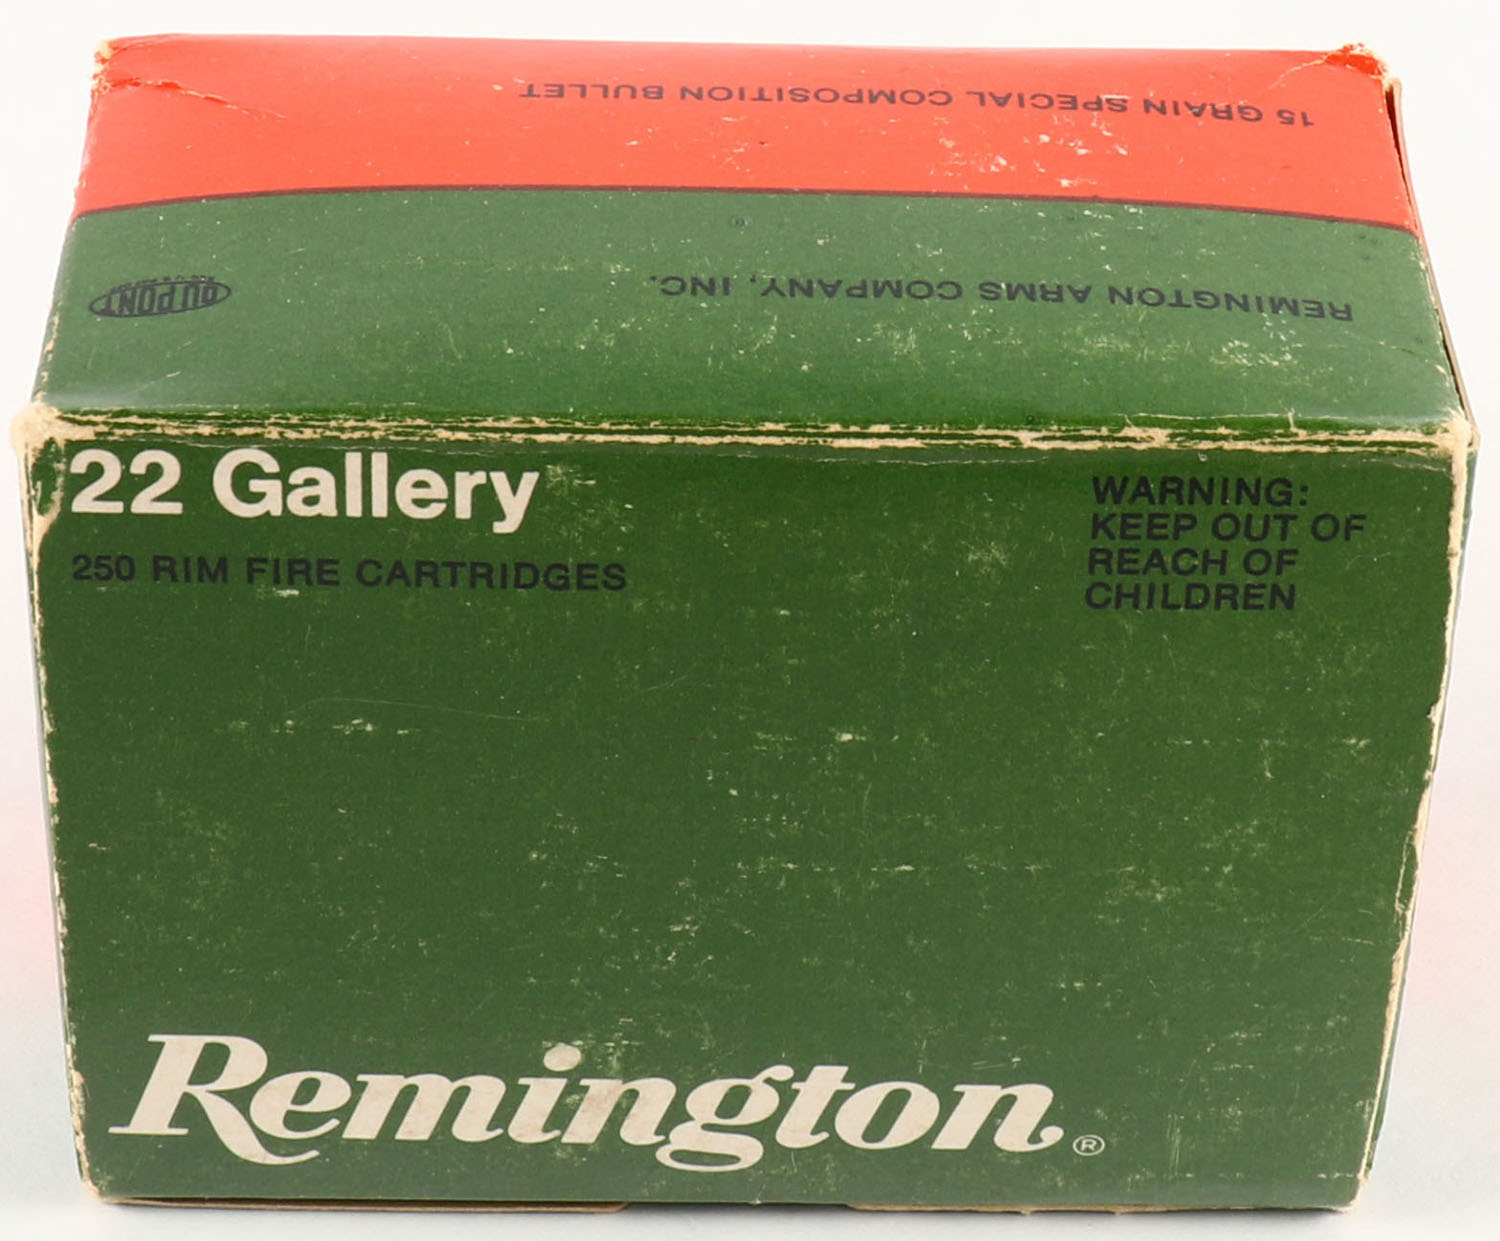 15 GRAIN SPECIAL COMPOSITION BULLET
REMINGTON ARMS COMPANY, INC.
DU PONT
22 Gallery
250 RIM FIRE CARTRIDGES
WARNING:
KEEP OUT OF
REACH OF
CHILDREN
Remington®